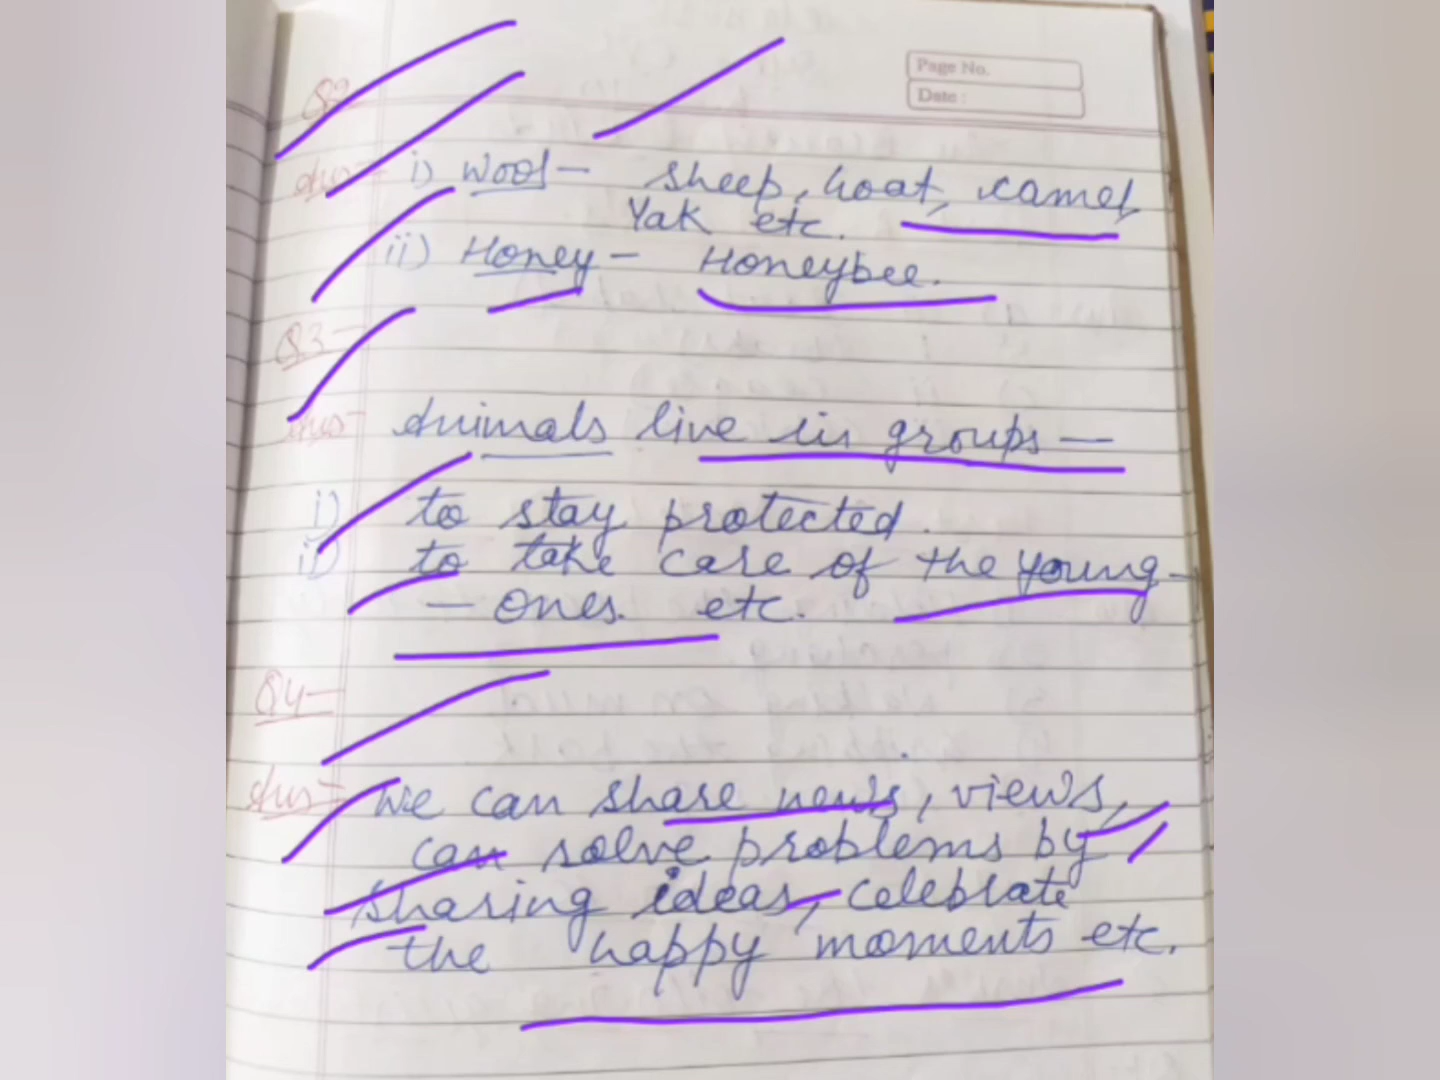 Page No.
Date :
Q2
Ans- i) Wool- sheep, Goat, camel
Yak etc.
ii) Honey - Honeybee.
Q3-
Ans- Animals live in groups -
i) to stay protected.
ii) to take care of the young-
- ones. etc.
Q4-
Ans- We can share news, views,
can solve problems by
sharing ideas, celebrate
the happy moments etc.